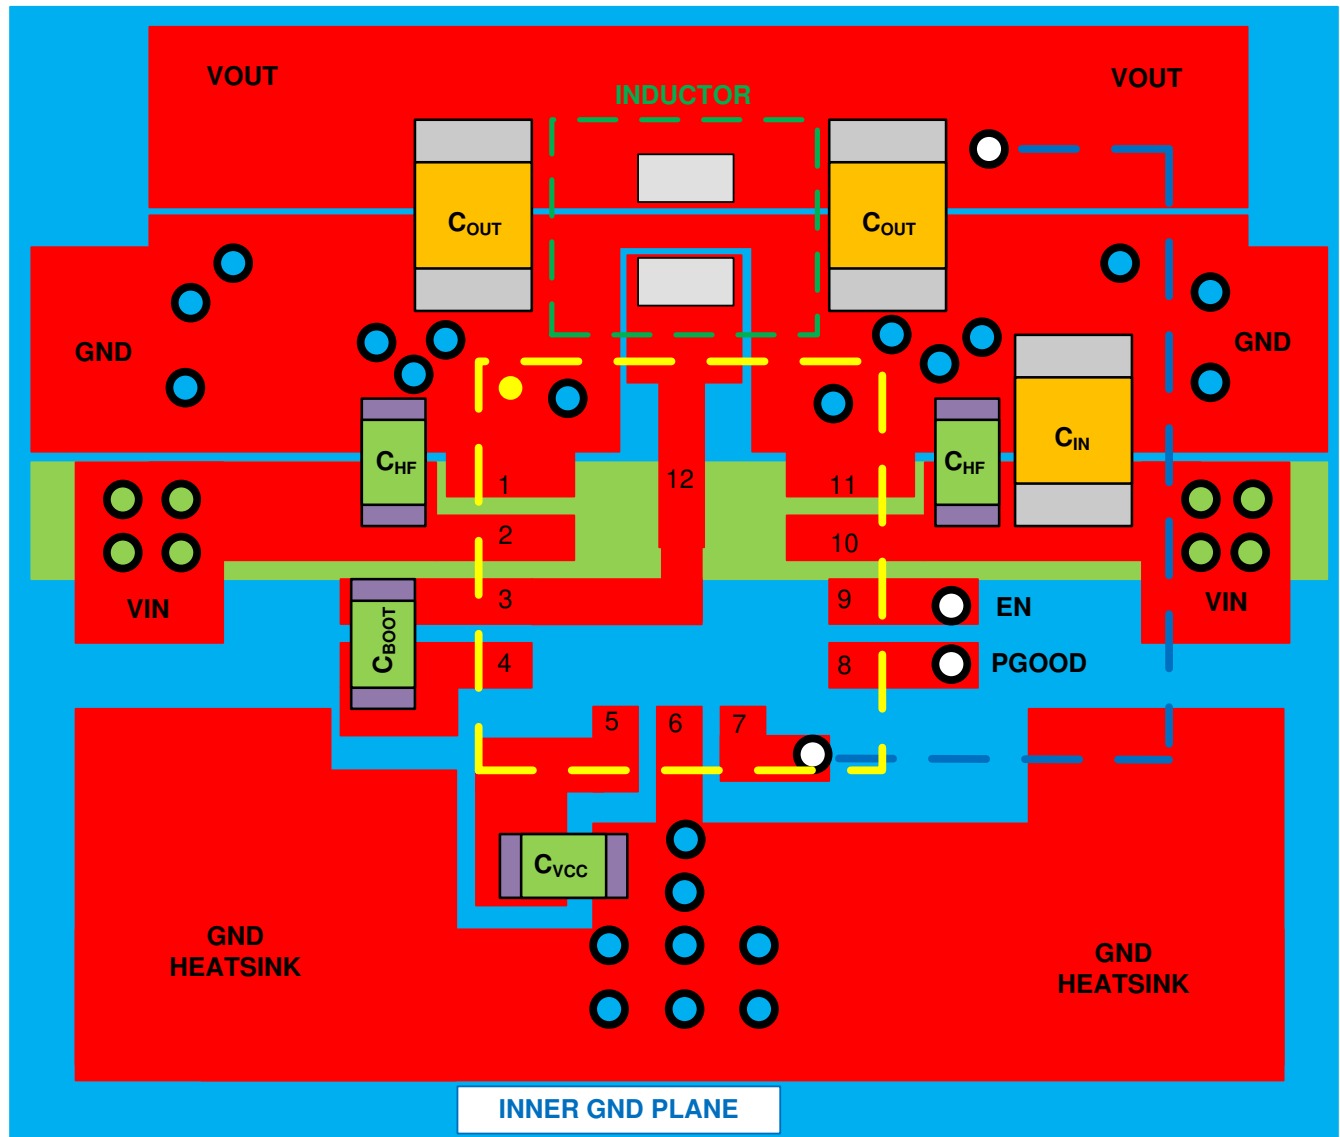 VOUT
VOUT
INDUCTOR
COUT
COUT
GND
GND
CHF
CHF
CIN
1
12
11
2
10
VIN
3
9
EN
VIN
CBOOT
4
8
PGOOD
5
6
7
CVCC
GND
HEATSINK
GND
HEATSINK
INNER GND PLANE